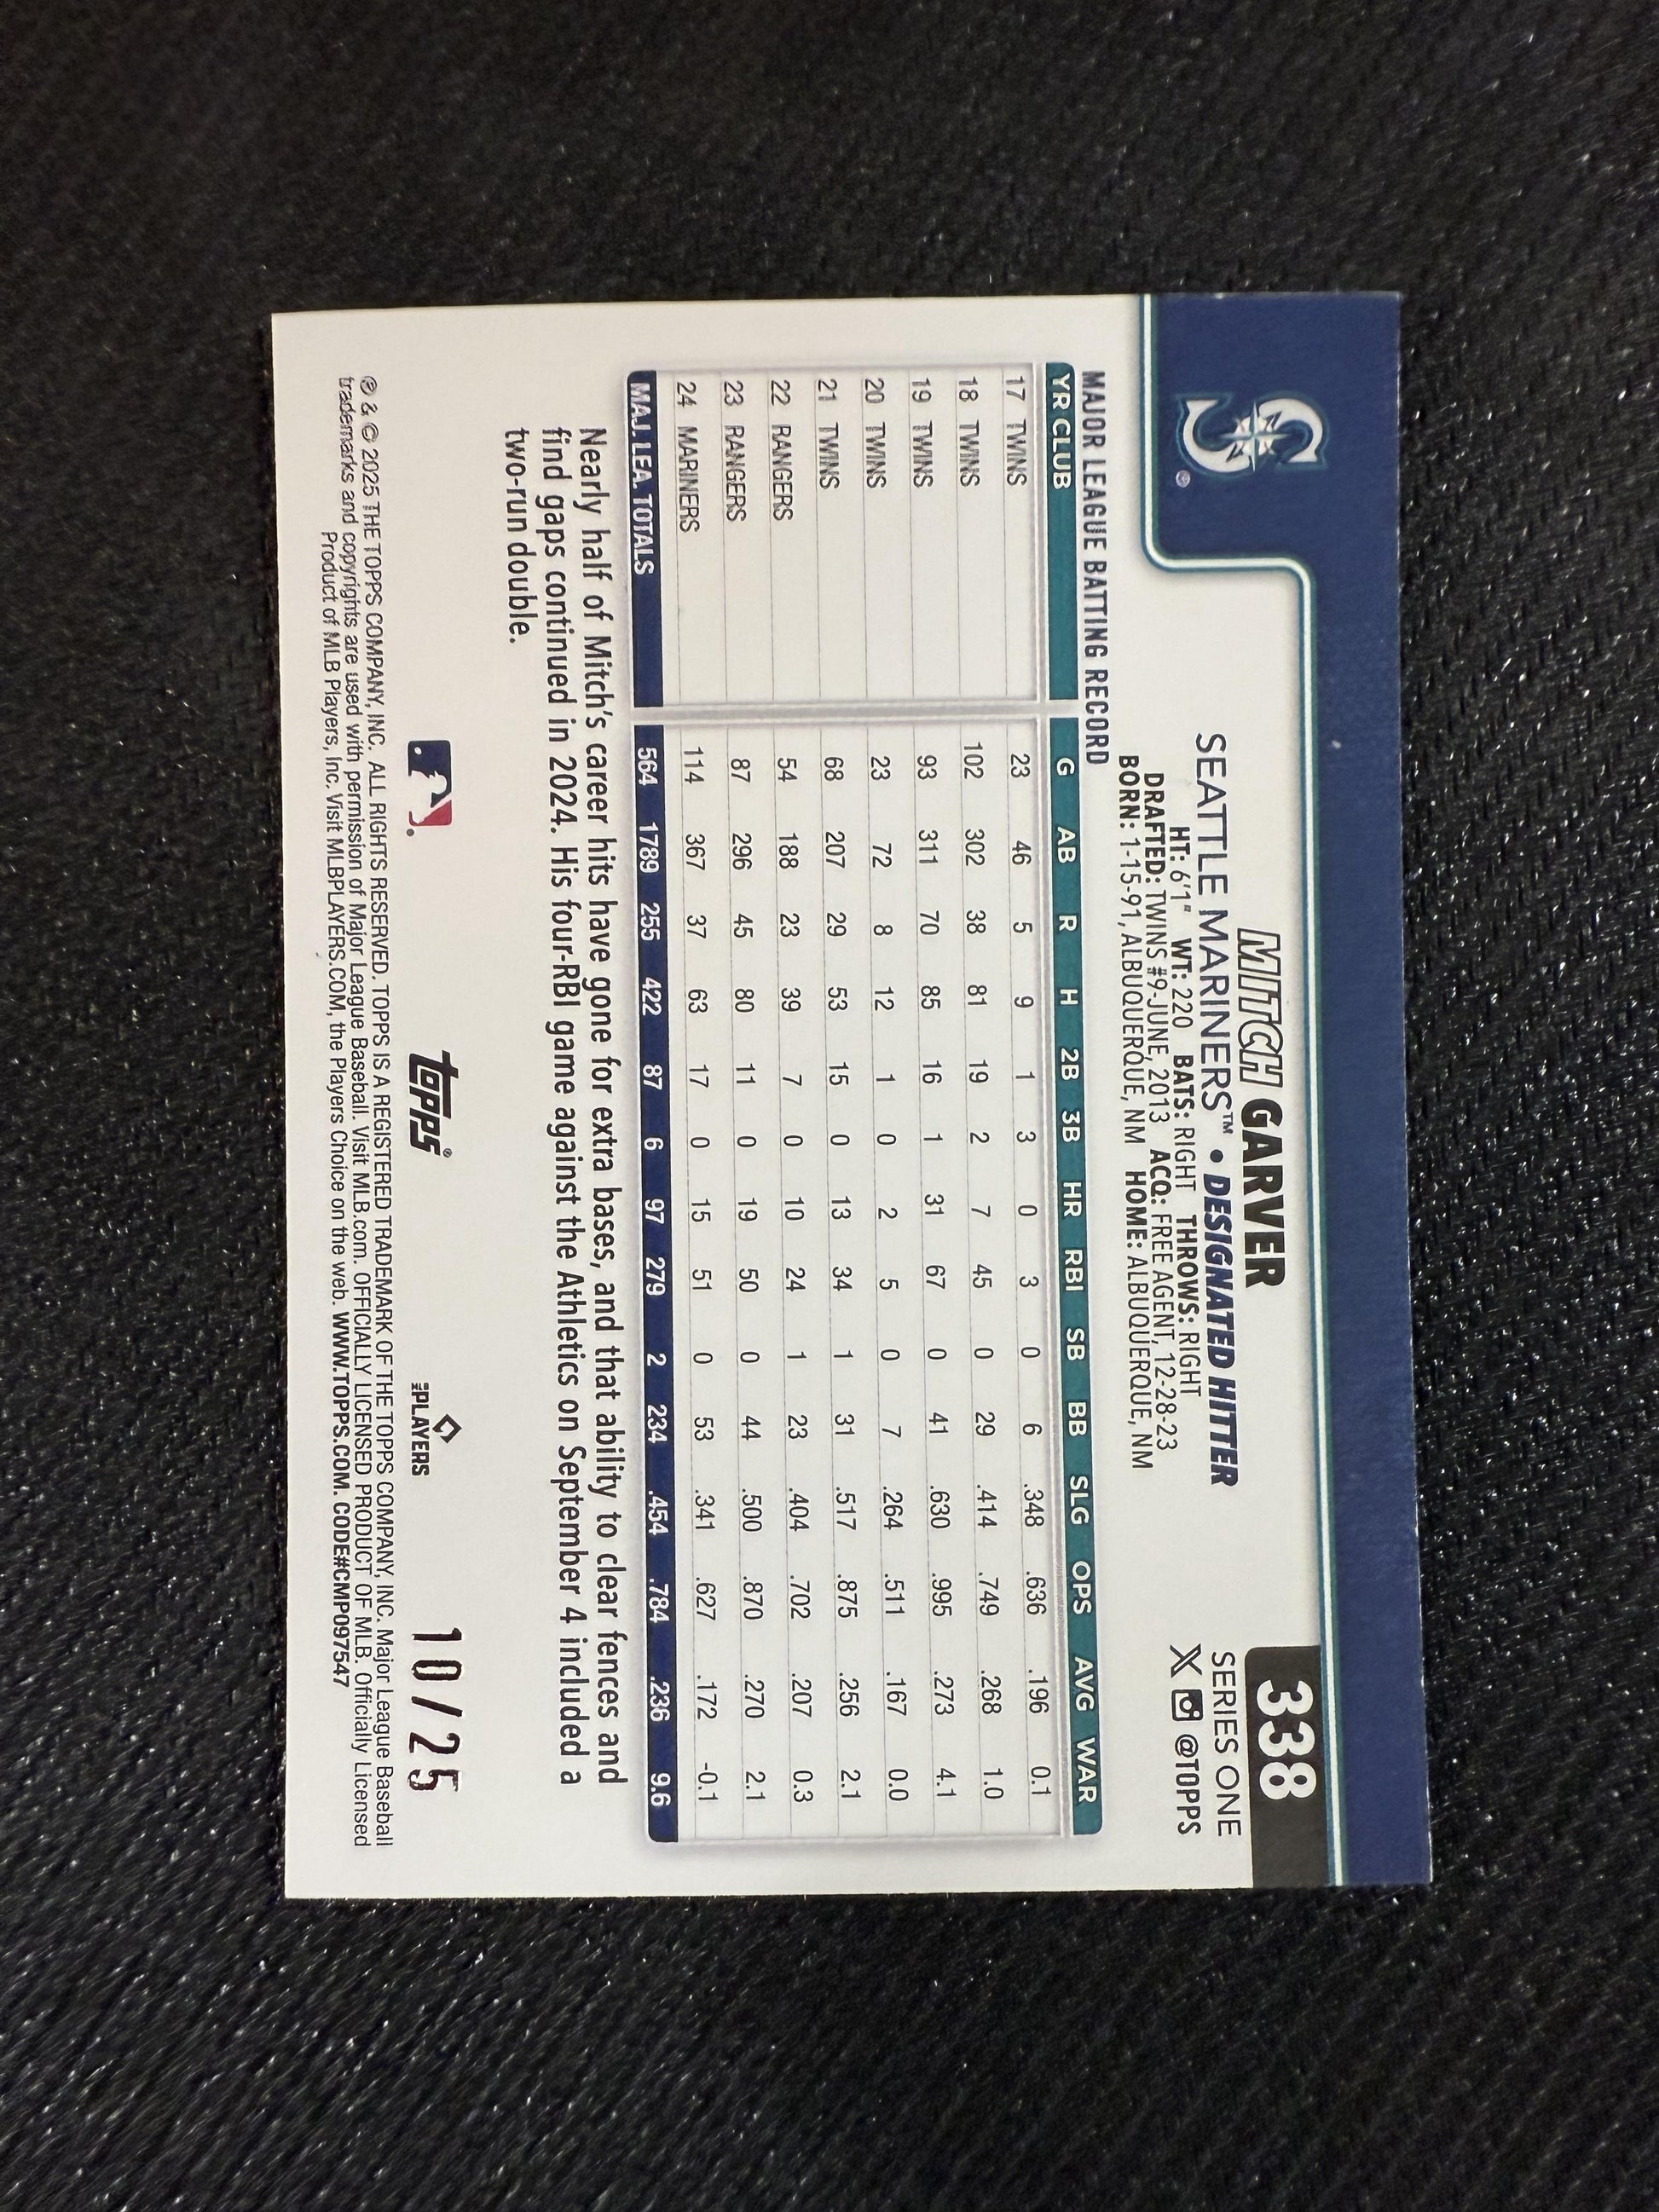 338
MITCH GARVER
SERIES ONE
SEATTLE MARINERS™ • DESIGNATED HITTER
@TOPPS
HT: 6'1" WT: 220 BATS: RIGHT THROWS: RIGHT
DRAFTED: TWINS #9-JUNE, 2013 ACQ: FREE AGENT, 12-28-23
BORN: 1-15-91, ALBUQUERQUE, NM HOME: ALBUQUERQUE, NM
MAJOR LEAGUE BATTING RECORD
YR CLUB G AB R H 2B 3B HR RBI SB BB SLG OPS AVG WAR
17 TWINS 23 46 5 9 1 3 0 3 0 6 .348 .636 .196 0.1
18 TWINS 102 302 38 81 19 2 7 45 0 29 .414 .749 .268 1.0
19 TWINS 93 311 70 85 16 1 31 67 0 41 .630 .995 .273 4.1
20 TWINS 23 72 8 12 1 0 2 5 0 7 .264 .511 .167 0.0
21 TWINS 68 207 29 53 15 0 13 34 1 31 .517 .875 .256 2.1
22 RANGERS 54 188 23 39 7 0 10 24 1 23 .404 .702 .207 0.3
23 RANGERS 87 296 45 80 11 0 19 50 0 44 .500 .870 .270 2.1
24 MARINERS 114 367 37 63 17 0 15 51 0 53 .341 .627 .172 -0.1
MAJ. LEA. TOTALS 564 1789 255 422 87 6 97 279 2 234 .454 .784 .236 9.6
Nearly half of Mitch's career hits have gone for extra bases, and that ability to clear fences and
find gaps continued in 2024. His four-RBI game against the Athletics on September 4 included a
two-run double.
topps®
MLB PLAYERS
10/25
® & © 2025 THE TOPPS COMPANY, INC. ALL RIGHTS RESERVED. TOPPS IS A REGISTERED TRADEMARK OF THE TOPPS COMPANY, INC. Major League Baseball
trademarks and copyrights are used with permission of Major League Baseball. Visit MLB.com. OFFICIALLY LICENSED PRODUCT OF MLB. Officially Licensed
Product of MLB Players, Inc. Visit MLBPLAYERS.COM, the Players Choice on the web. WWW.TOPPS.COM. CODE#CMP097547